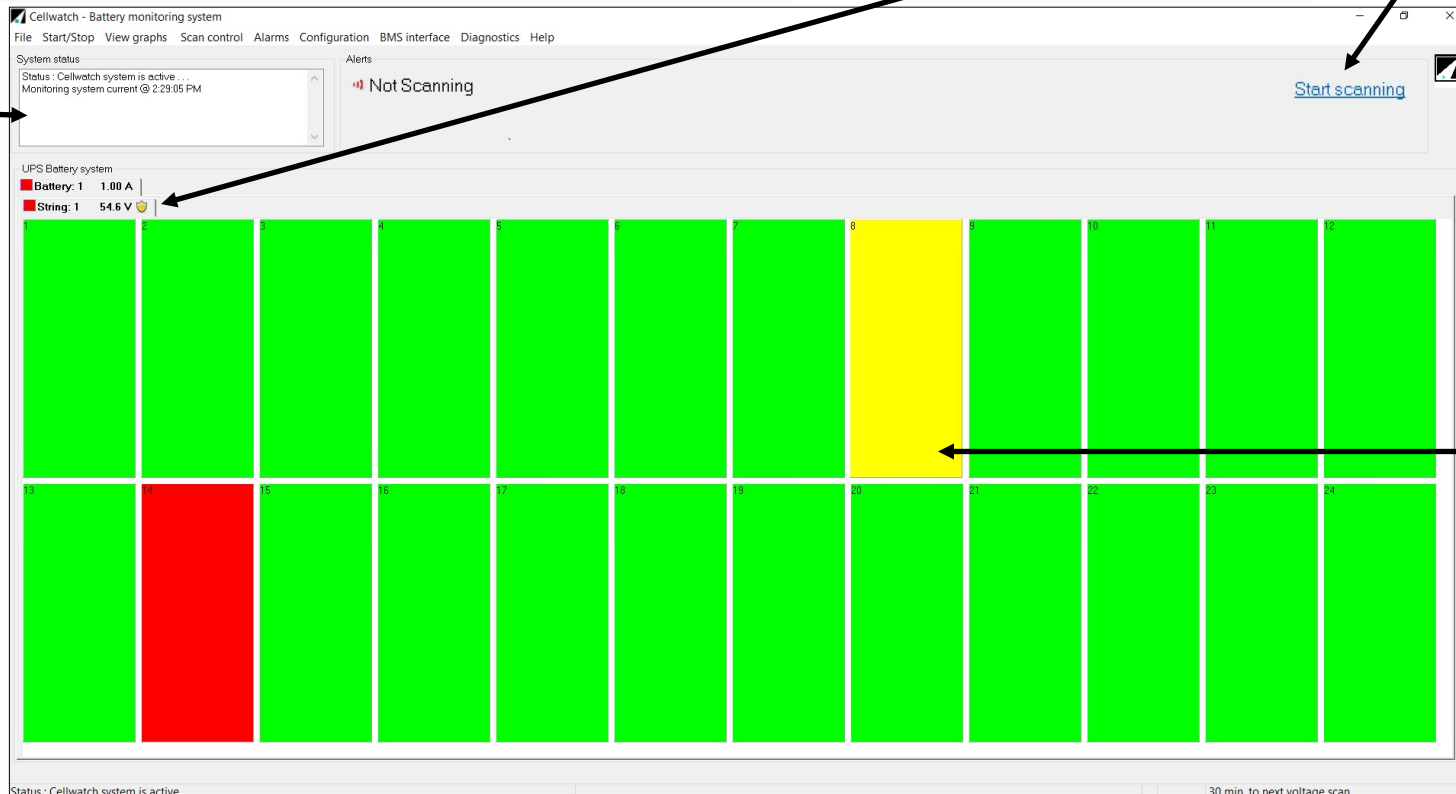 Cellwatch - Battery monitoring system
File Start/Stop View graphs Scan control Alarms Configuration BMS interface Diagnostics Help
System status
Status : Cellwatch system is active . . .
Monitoring system current @ 2:29:05 PM
Alerts
Not Scanning
Start scanning
UPS Battery system
Battery: 1 1.00 A
String: 1 54.6 V
1 2 3 4 5 6 7 8 9 10 11 12
13 14 15 16 17 18 19 20 21 22 23 24
Status : Cellwatch system is active
30 min. to next voltage scan